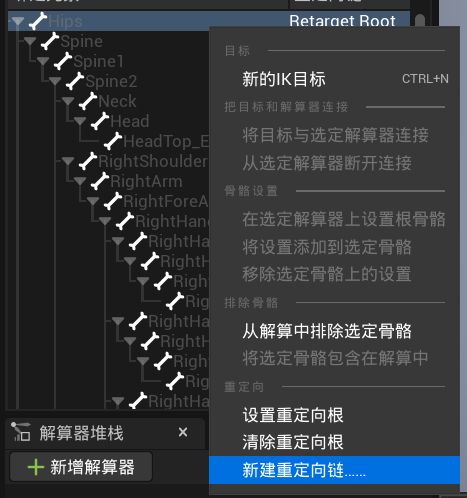 Hips Retarget Root
Spine
Spine1
Spine2
Neck
Head
HeadTop_E
RightShoulder
RightArm
RightForeA
RightHan
RightHa
RightH
Righ
Rig
RightHa
RightH
Righ
Rig
RightHa
目标
新的IK目标 CTRL+N
把目标和解算器连接
将目标与选定解算器连接
从选定解算器断开连接
骨骼设置
在选定解算器上设置根骨骼
将设置添加到选定骨骼
移除选定骨骼上的设置
排除骨骼
从解算中排除选定骨骼
将选定骨骼包含在解算中
重定向
设置重定向根
清除重定向根
新建重定向链……
解算器堆栈 ×
+ 新增解算器